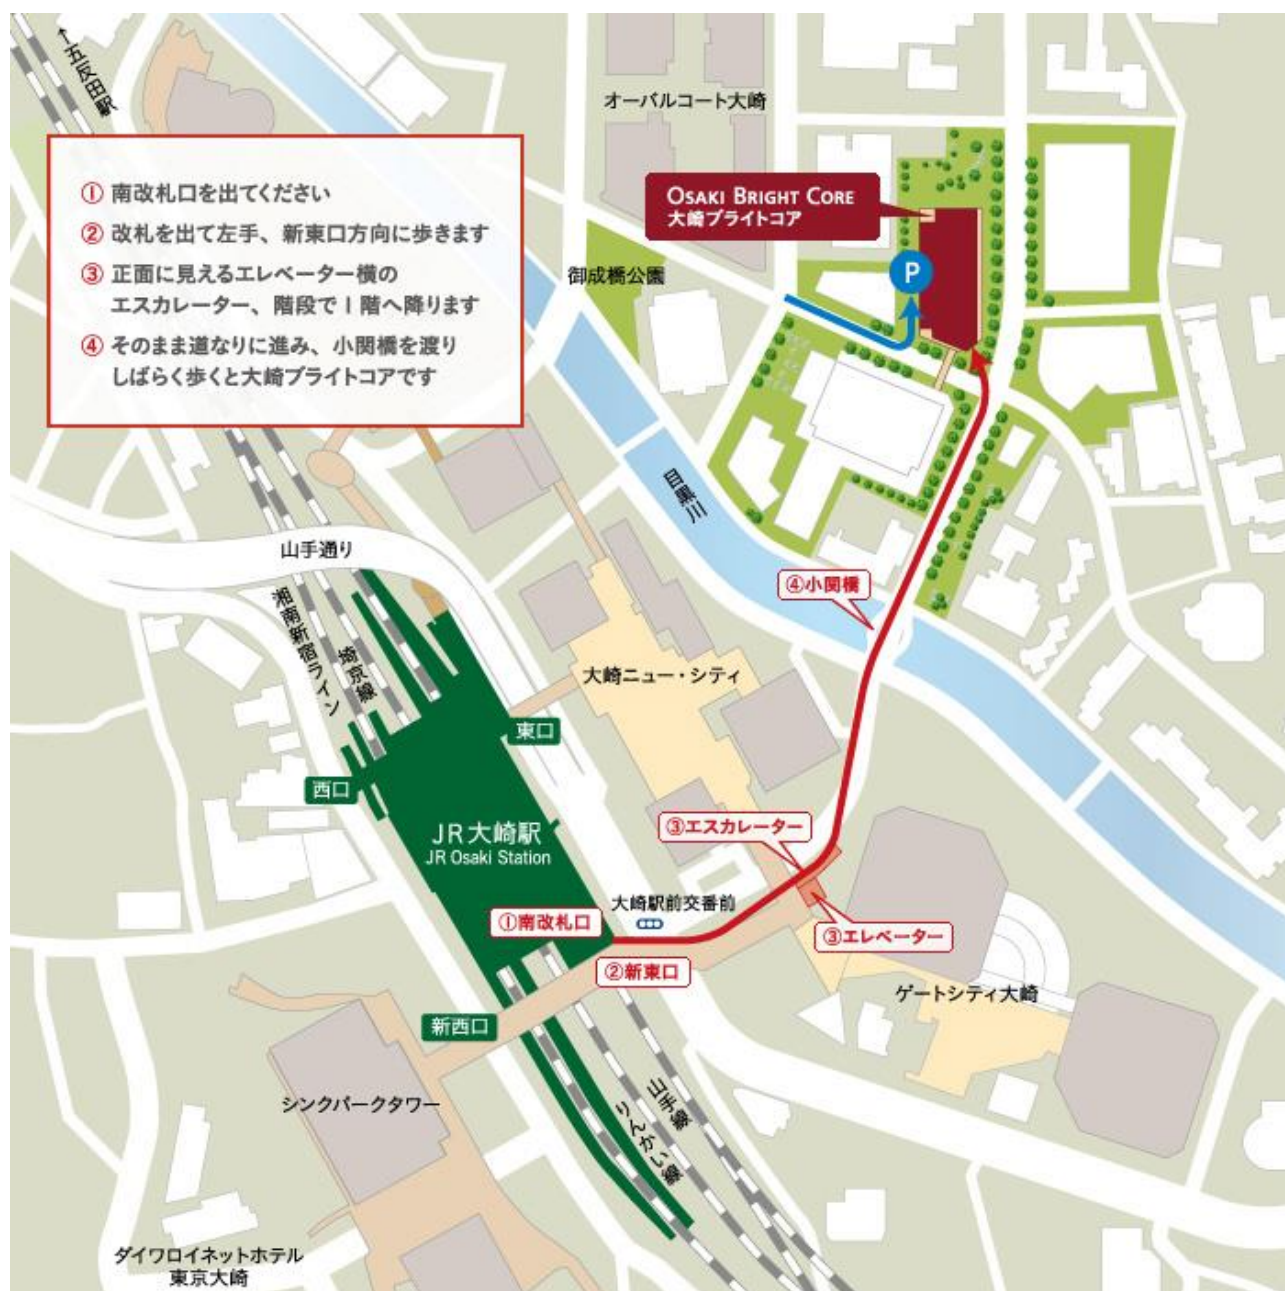 ↑五反田駅
オーバルコート大崎
① 南改札口を出てください
② 改札を出て左手、新東口方向に歩きます
③ 正面に見えるエレベーター横の
エスカレーター、階段で1階へ降ります
④ そのまま道なりに進み、小関橋を渡り
しばらく歩くと大崎ブライトコアです
OSAKI BRIGHT CORE
大崎ブライトコア
P
御成橋公園
目黒川
山手通り
④小関橋
湘南新宿ライン
埼京線
大崎ニュー・シティ
東口
西口
JR大崎駅
JR Osaki Station
③エスカレーター
大崎駅前交番前
①南改札口
③エレベーター
②新東口
ゲートシティ大崎
新西口
シンクパークタワー
山手線
りんかい線
ダイワロイネットホテル
東京大崎